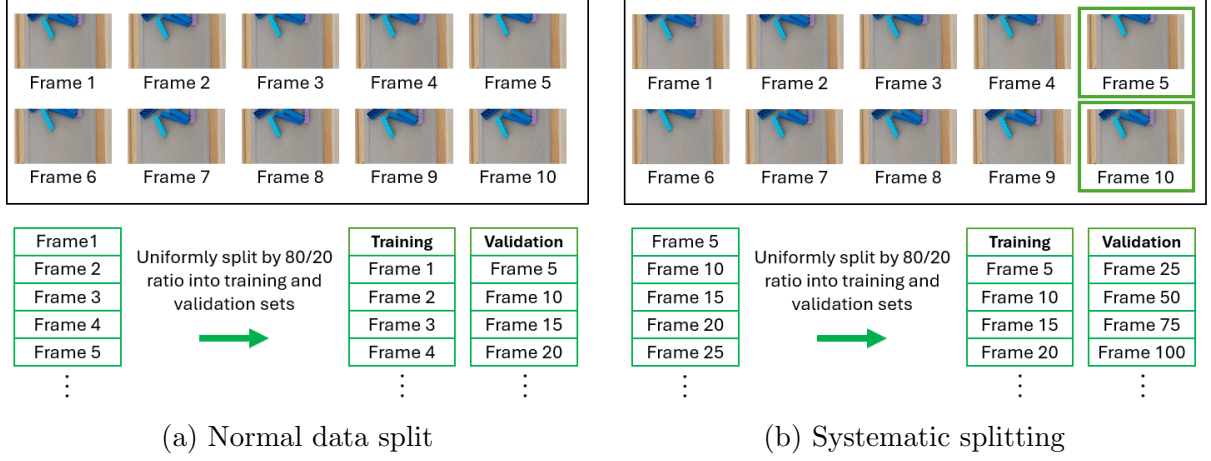 Frame 1 Frame 2 Frame 3 Frame 4 Frame 5
Frame 6 Frame 7 Frame 8 Frame 9 Frame 10
Frame1
Frame 2
Frame 3
Frame 4
Frame 5
Uniformly split by 80/20
ratio into training and
validation sets
Training Validation
Frame 1 Frame 5
Frame 2 Frame 10
Frame 3 Frame 15
Frame 4 Frame 20
(a) Normal data split
Frame 1 Frame 2 Frame 3 Frame 4 Frame 5
Frame 6 Frame 7 Frame 8 Frame 9 Frame 10
Frame 5
Frame 10
Frame 15
Frame 20
Frame 25
Uniformly split by 80/20
ratio into training and
validation sets
Training Validation
Frame 5 Frame 25
Frame 10 Frame 50
Frame 15 Frame 75
Frame 20 Frame 100
(b) Systematic splitting